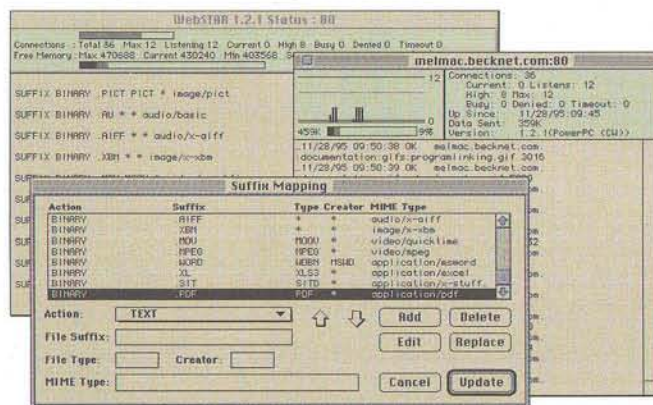 WebSTAR 1.2.1 Status : 80
Connections : Total 36 Max 12 Listening 12 Current 0 High 8 Busy 0 Denied 0 Timeout 0
Free Memory: Max 470688 Current 430240 Min 403568
SUFFIX BINARY .PICT PICT * image/pict
SUFFIX BINARY .AU * * audio/basic
SUFFIX BINARY .AIFF * * audio/x-aiff
SUFFIX BINARY .XBM * * image/x-xbm
melmac.becknet.com:80
12
0
459K
9%
Connections: 36
Current: 0 Listens: 12
High: 8 Max: 12
Busy: 0 Denied: 0 Timeout: 0
Up Since: 11/28/95:09:45
Data Sent: 359K
Version: 1.2.1(PowerPC (CW))
11/28/95 09:50:38 OK melmac.becknet.com
documentation:gifs:programlinking.gif 3016
11/28/95 09:50:39 OK melmac.becknet.com
Suffix Mapping
Action Suffix Type Creator MIME Type
BINARY .AIFF * * audio/x-aiff
BINARY .XBM * * image/x-xbm
BINARY .MOV MOOV * video/quicktime
BINARY .MPEG MPEG * video/mpeg
BINARY .WORD WDBN MSWD application/msword
BINARY .XL XLS3 * application/excel
BINARY .SIT SITD * application/x-stuff
BINARY .PDF PDF * application/pdf
Action: TEXT
File Suffix:
File Type: Creator:
MIME Type:
Add Delete
Edit Replace
Cancel Update